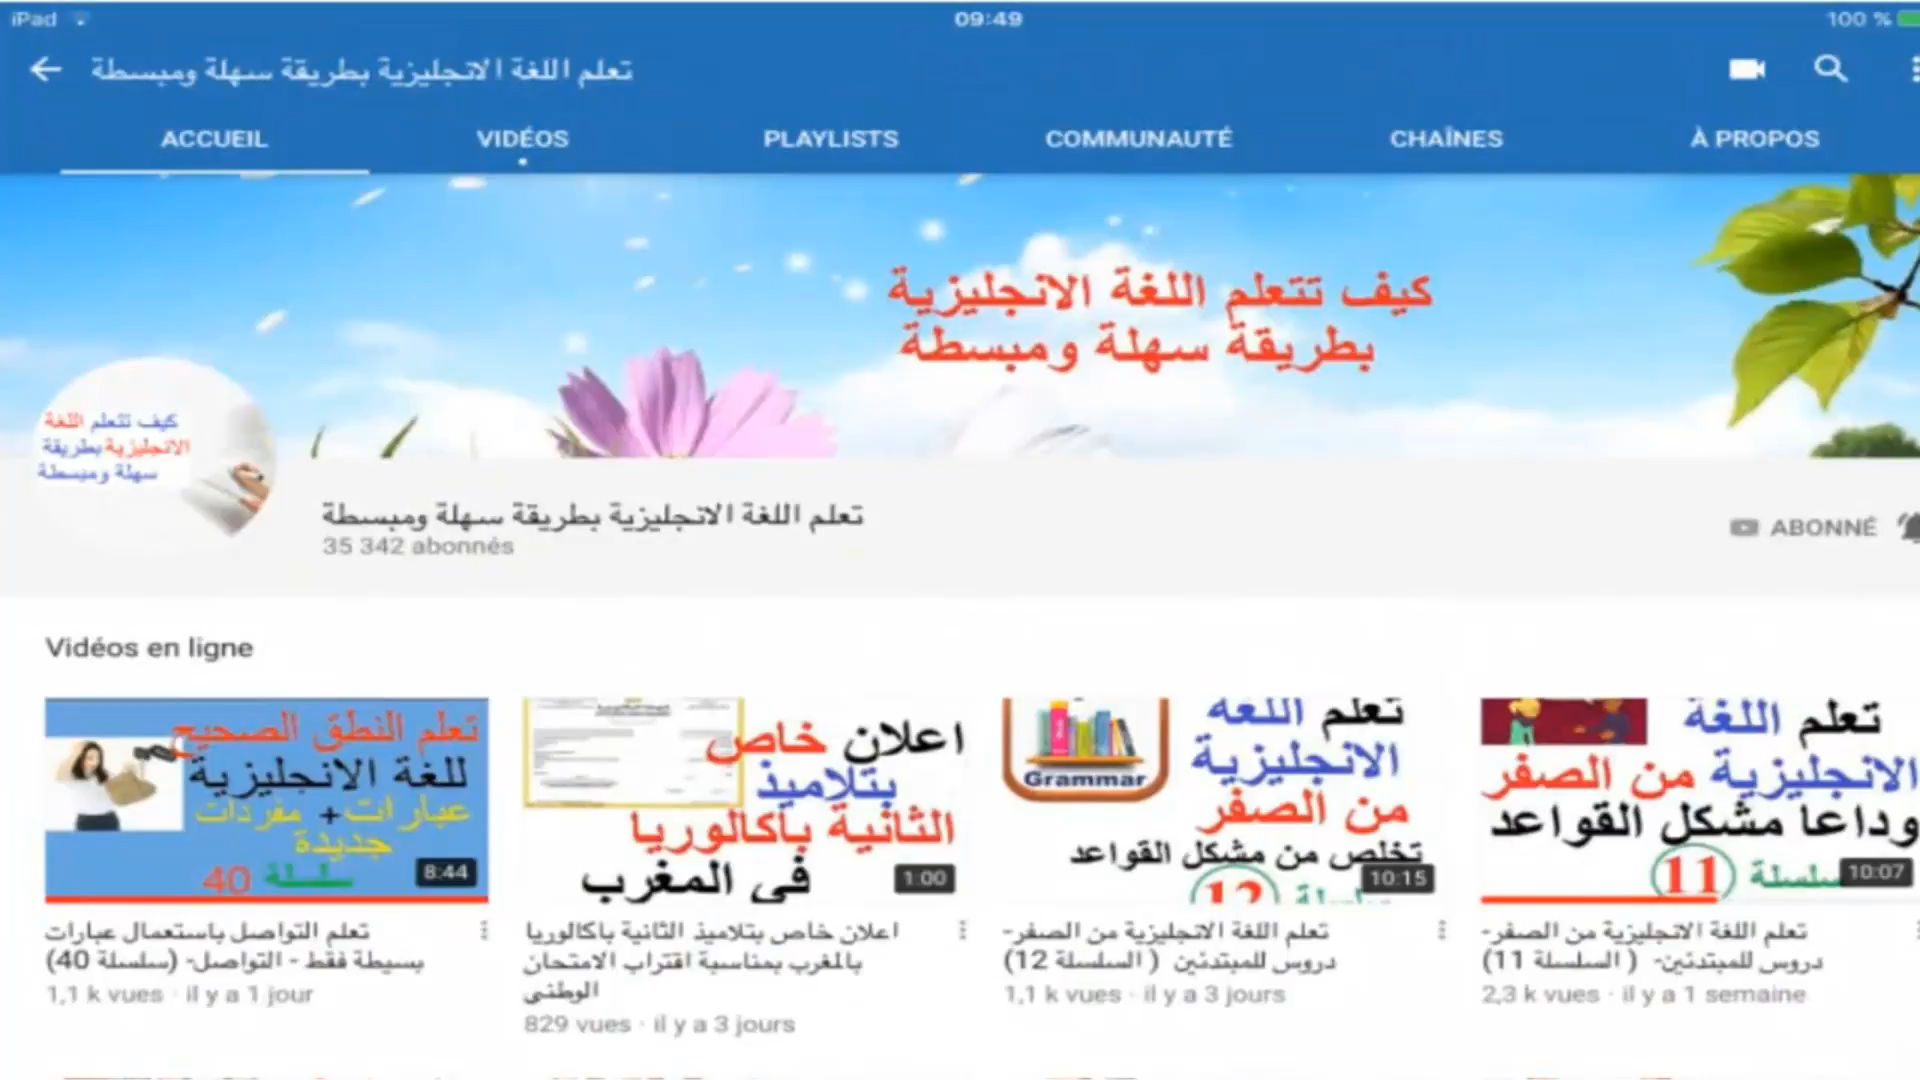 iPad
09:49
100 %
تعلم اللغة الانجليزية بطريقة سهلة ومبسطة
ACCUEIL
VIDÉOS
PLAYLISTS
COMMUNAUTÉ
CHAÎNES
À PROPOS
كيف تتعلم اللغة الانجليزية
بطريقة سهلة ومبسطة
كيف تتعلم اللغة
الانجليزية بطريقة
سهلة ومبسطة
تعلم اللغة الانجليزية بطريقة سهلة ومبسطة
35 342 abonnés
ABONNÉ
Vidéos en ligne
تعلم النطق الصحيح
للغة الانجليزية
عبارات + مفردات
جديدة
سلسلة 40
8:44
تعلم التواصل باستعمال عبارات
بسيطة فقط - التواصل- (سلسلة 40)
1,1 k vues · il y a 1 jour
اعلان خاص
بتلاميذ
الثانية باكالوريا
في المغرب
1:00
اعلان خاص بتلاميذ الثانية باكالوريا
بالمغرب بمناسبة اقتراب الامتحان
الوطني
829 vues · il y a 3 jours
Grammar
تعلم اللغة
الانجليزية
من الصفر
تخلص من مشكل القواعد
سلسلة 12
10:15
تعلم اللغة الانجليزية من الصفر-
دروس للمبتدئين ( السلسلة 12)
1,1 k vues · il y a 3 jours
تعلم اللغة
الانجليزية من الصفر
وداعا مشكل القواعد
سلسلة 11
10:07
تعلم اللغة الانجليزية من الصفر-
دروس للمبتدئين- ( السلسلة 11)
2,3 k vues · il y a 1 semaine